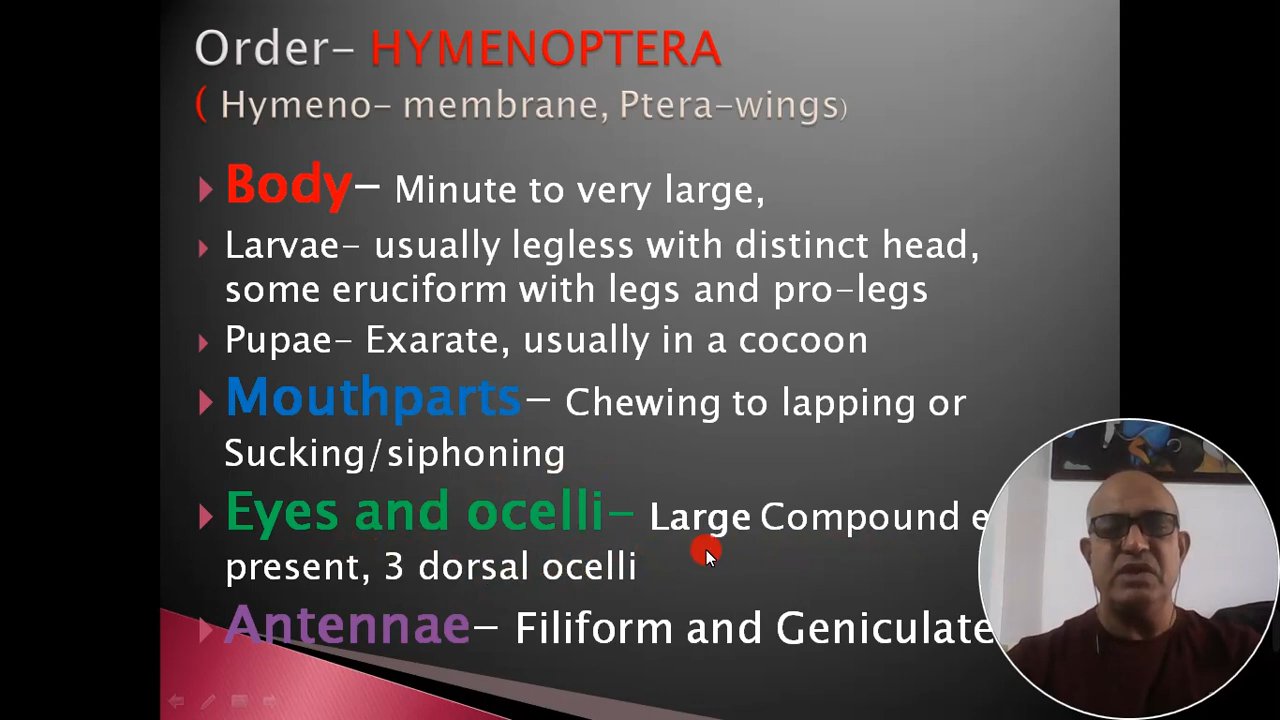 Order- HYMENOPTERA
( Hymeno- membrane, Ptera-wings)
Body- Minute to very large,
Larvae- usually legless with distinct head,
some eruciform with legs and pro-legs
Pupae- Exarate, usually in a cocoon
Mouthparts- Chewing to lapping or
Sucking/siphoning
Eyes and ocelli- Large Compound e
present, 3 dorsal ocelli
Antennae- Filiform and Geniculate